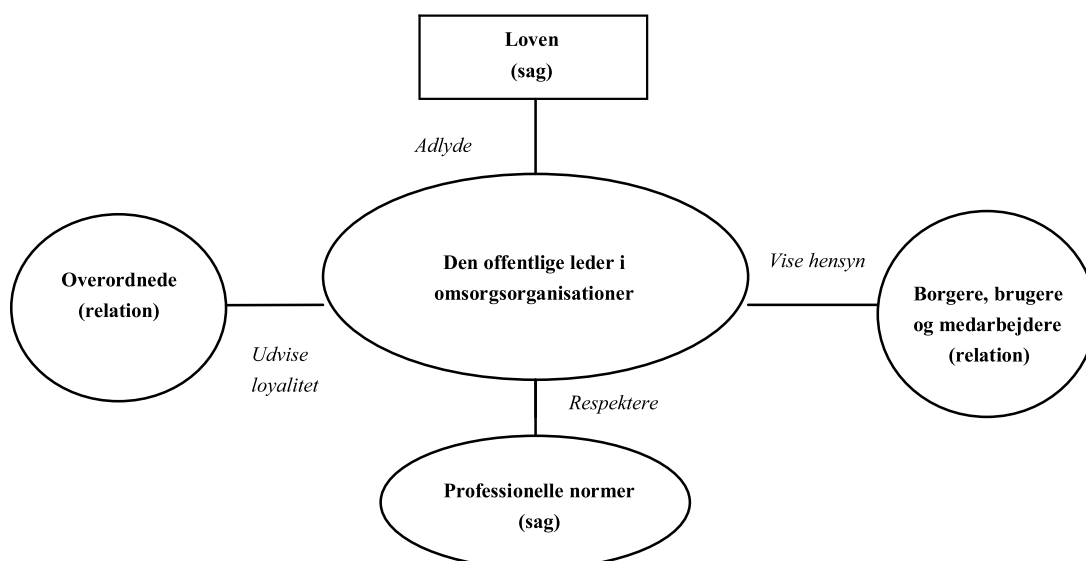 Loven
(sag)
Adlyde
Den offentlige leder i
omsorgsorganisationer
Overordnede
(relation)
Udvise
loyalitet
Vise hensyn
Borgere, brugere
og medarbejdere
(relation)
Respektere
Professionelle normer
(sag)